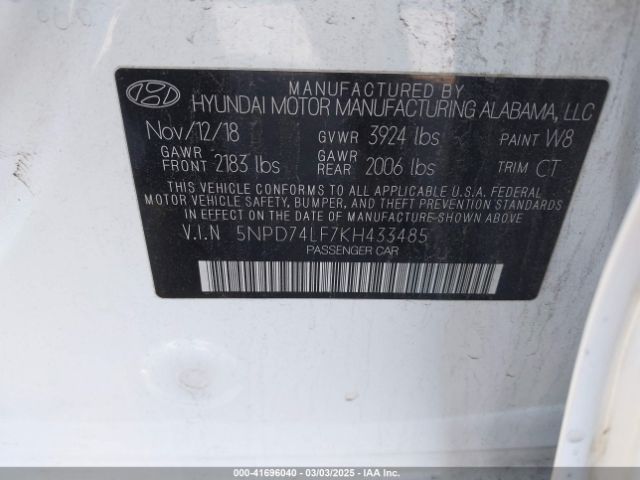 MANUFACTURED BY
HYUNDAI MOTOR MANUFACTURING ALABAMA, LLC
Nov/12/18 GVWR 3924 lbs PAINT W8
GAWR FRONT 2183 lbs GAWR REAR 2006 lbs TRIM CT
THIS VEHICLE CONFORMS TO ALL APPLICABLE U.S.A. FEDERAL
MOTOR VEHICLE SAFETY, BUMPER, AND THEFT PREVENTION STANDARDS
IN EFFECT ON THE DATE OF MANUFACTURE SHOWN ABOVE
V.I.N 5NPD74LF7KH433485
PASSENGER CAR
000-41696040 | 03/03/2025 - IAA Inc.